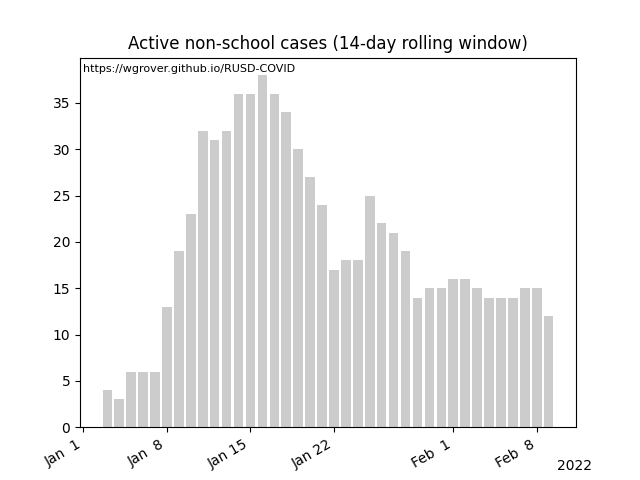 Active non-school cases (14-day rolling window)
https://wgrover.github.io/RUSD-COVID
35
30
25
20
15
10
5
0
Jan 1
Jan 8
Jan 15
Jan 22
Feb 1
Feb 8
2022